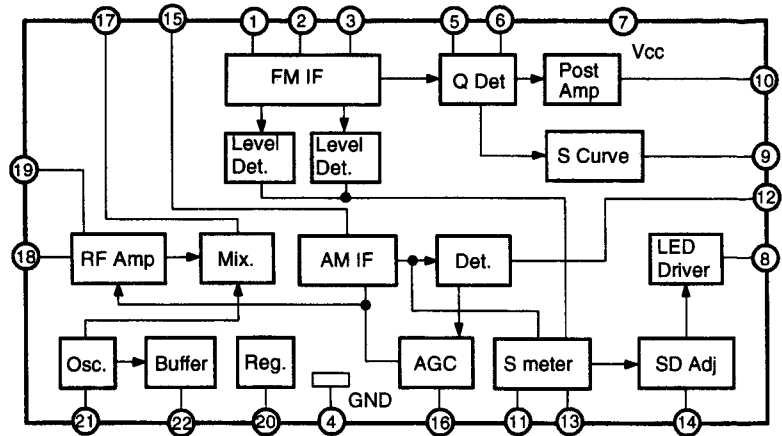 17 15 1 2 3 5 6 7
Vcc
FM IF
Q Det
Post
Amp
10
Level
Det.
Level
Det.
S Curve
9
19
12
18
RF Amp
Mix.
AM IF
Det.
LED
Driver
8
Osc.
Buffer
Reg.
AGC
S meter
SD Adj
GND
21 22 20 4 16 11 13 14